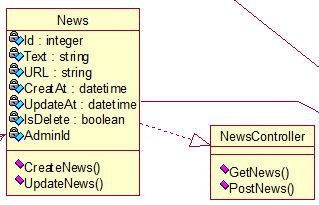 News
Id : integer
Text : string
URL : string
CreatAt : datetime
UpdateAt : datetime
IsDelete : boolean
AdminId
CreateNews()
UpdateNews()
NewsController
GetNews()
PostNews()